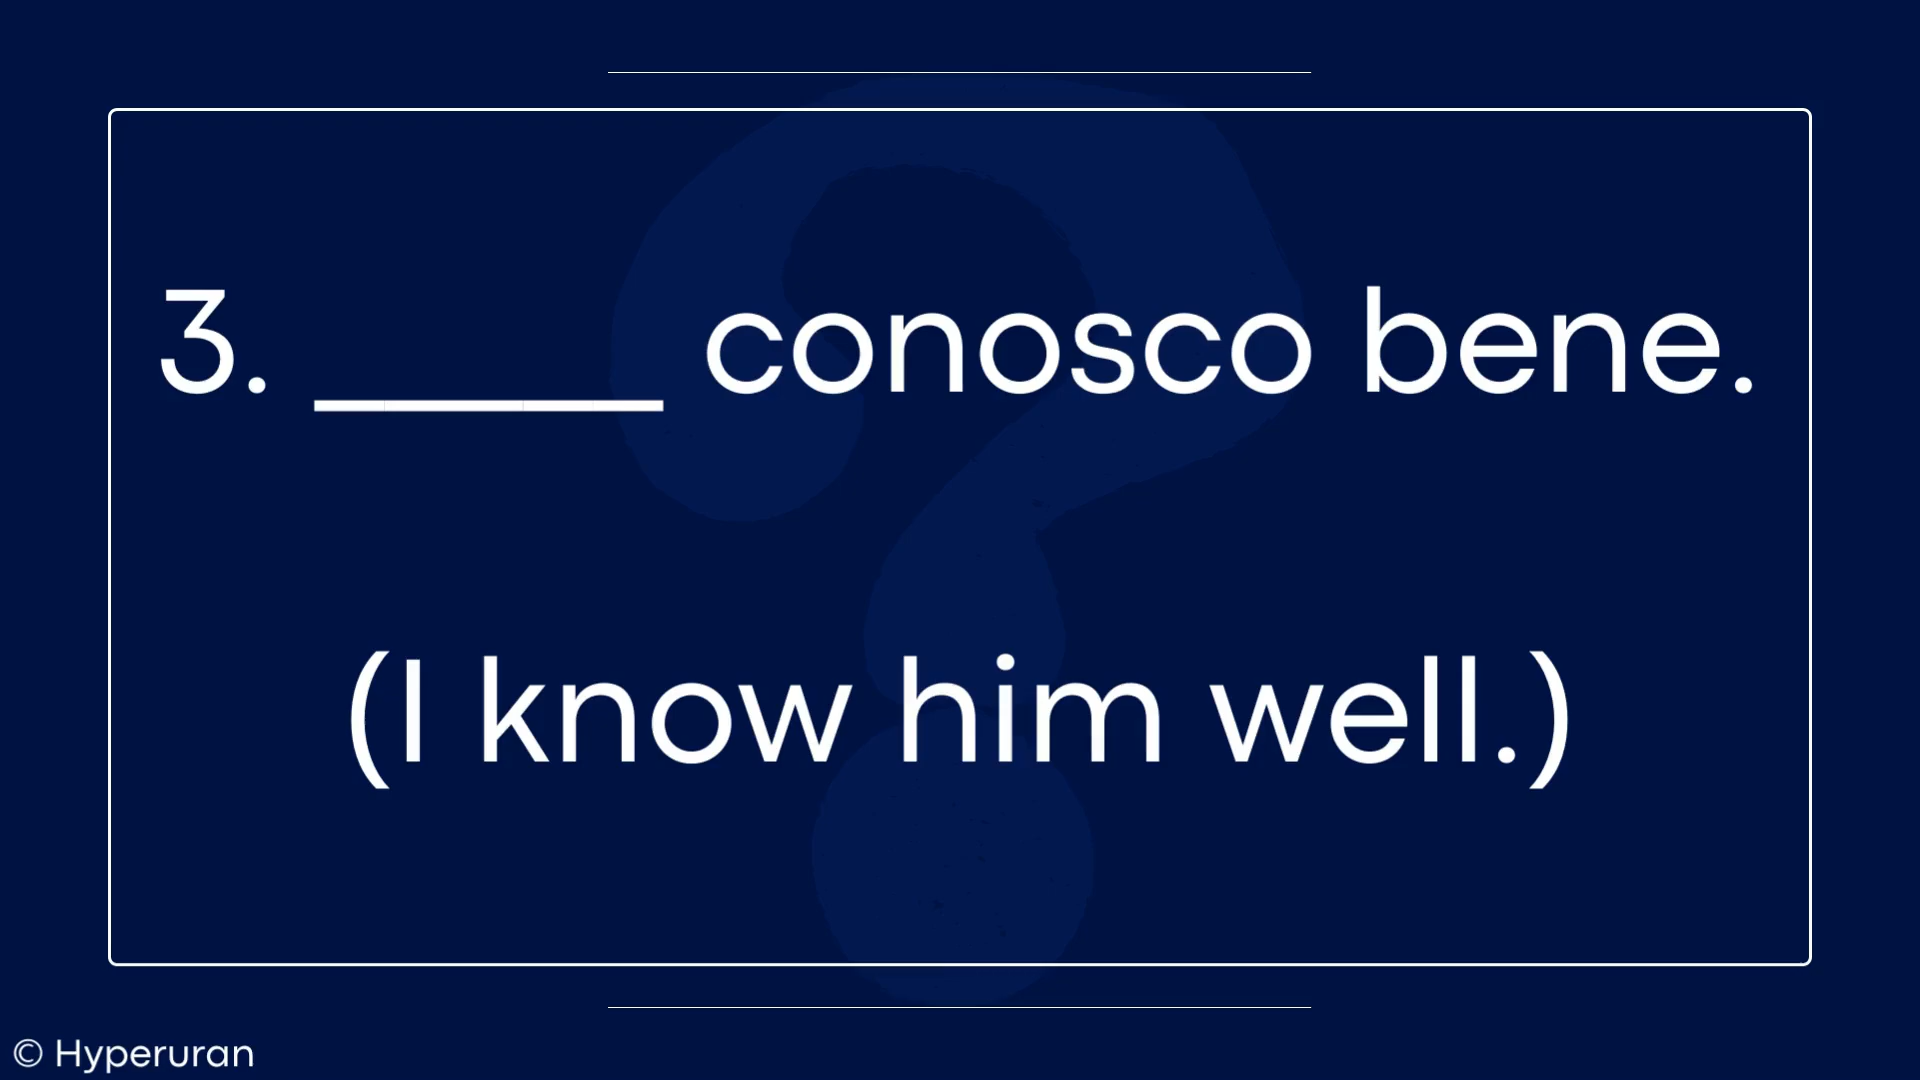 3. _____ conosco bene.
(I know him well.)
© Hyperuran